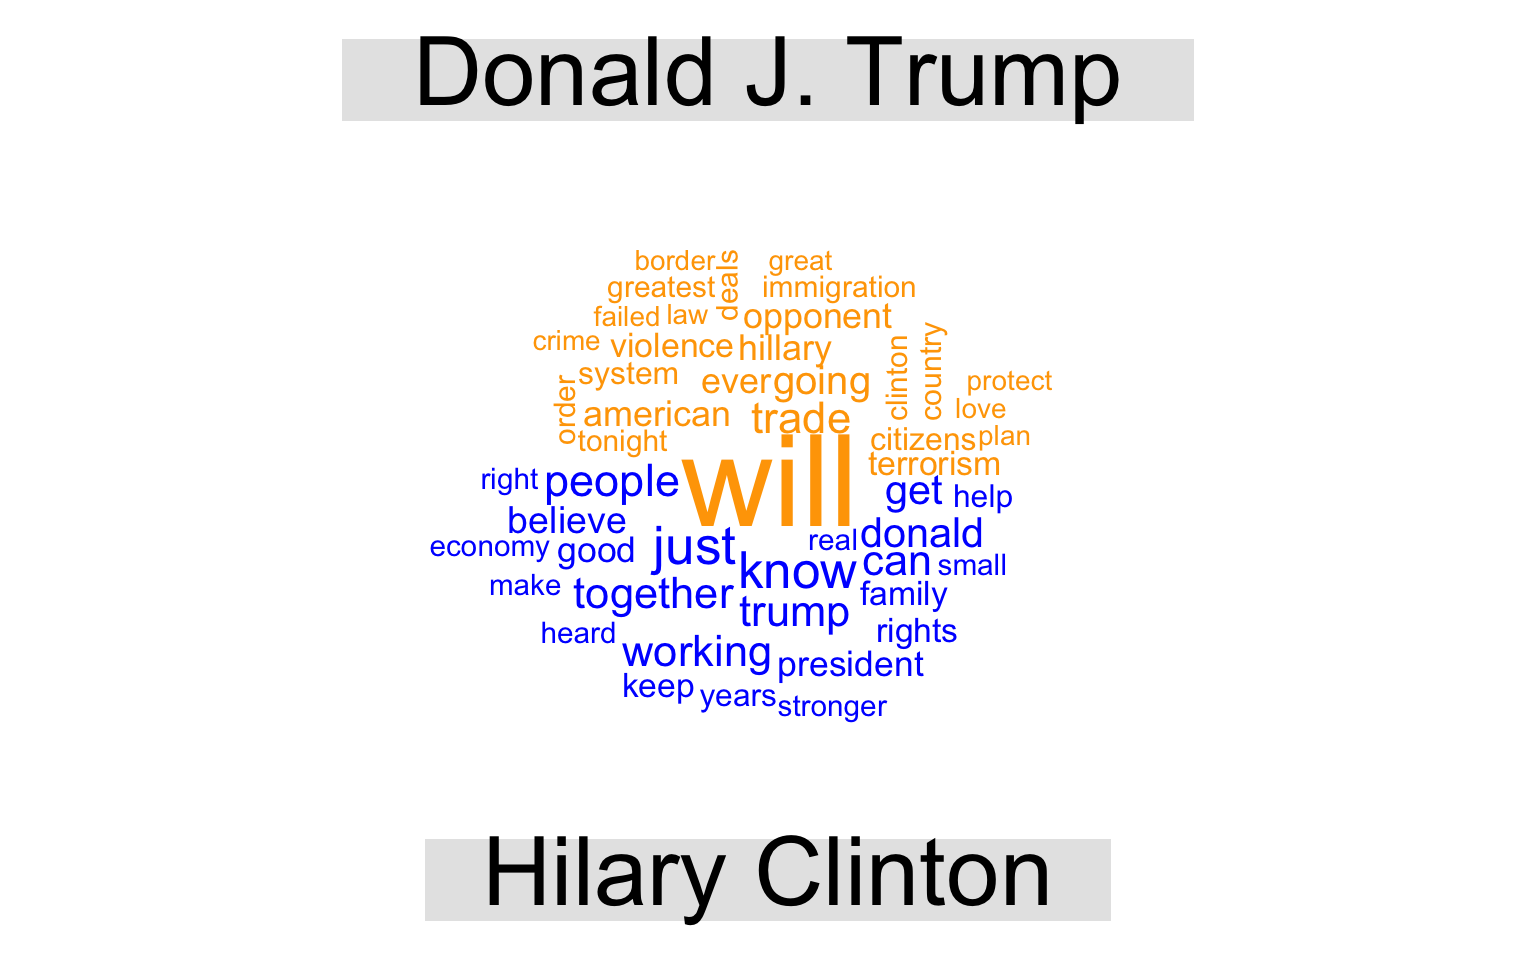 Donald J. Trump
border deals great
greatest immigration
failed law opponent
crime violence hillary clinton country
system ever going protect
order american trade love
tonight citizens plan
will terrorism
right people get help
believe just real donald
economy good know can small
make together trump family
heard working rights
president
keep years stronger
Hilary Clinton